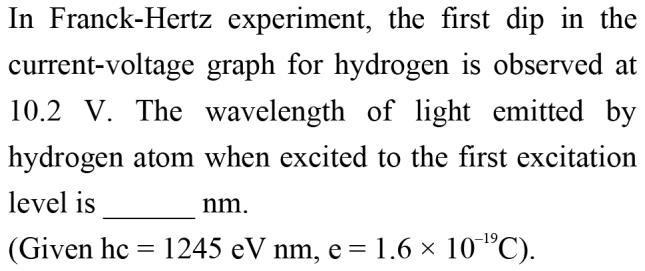 In Franck-Hertz experiment, the first dip in the
current-voltage graph for hydrogen is observed at
10.2 V. The wavelength of light emitted by
hydrogen atom when excited to the first excitation
level is ______ nm.
(Given hc = 1245 eV nm, e = 1.6 × 10⁻¹⁹C).